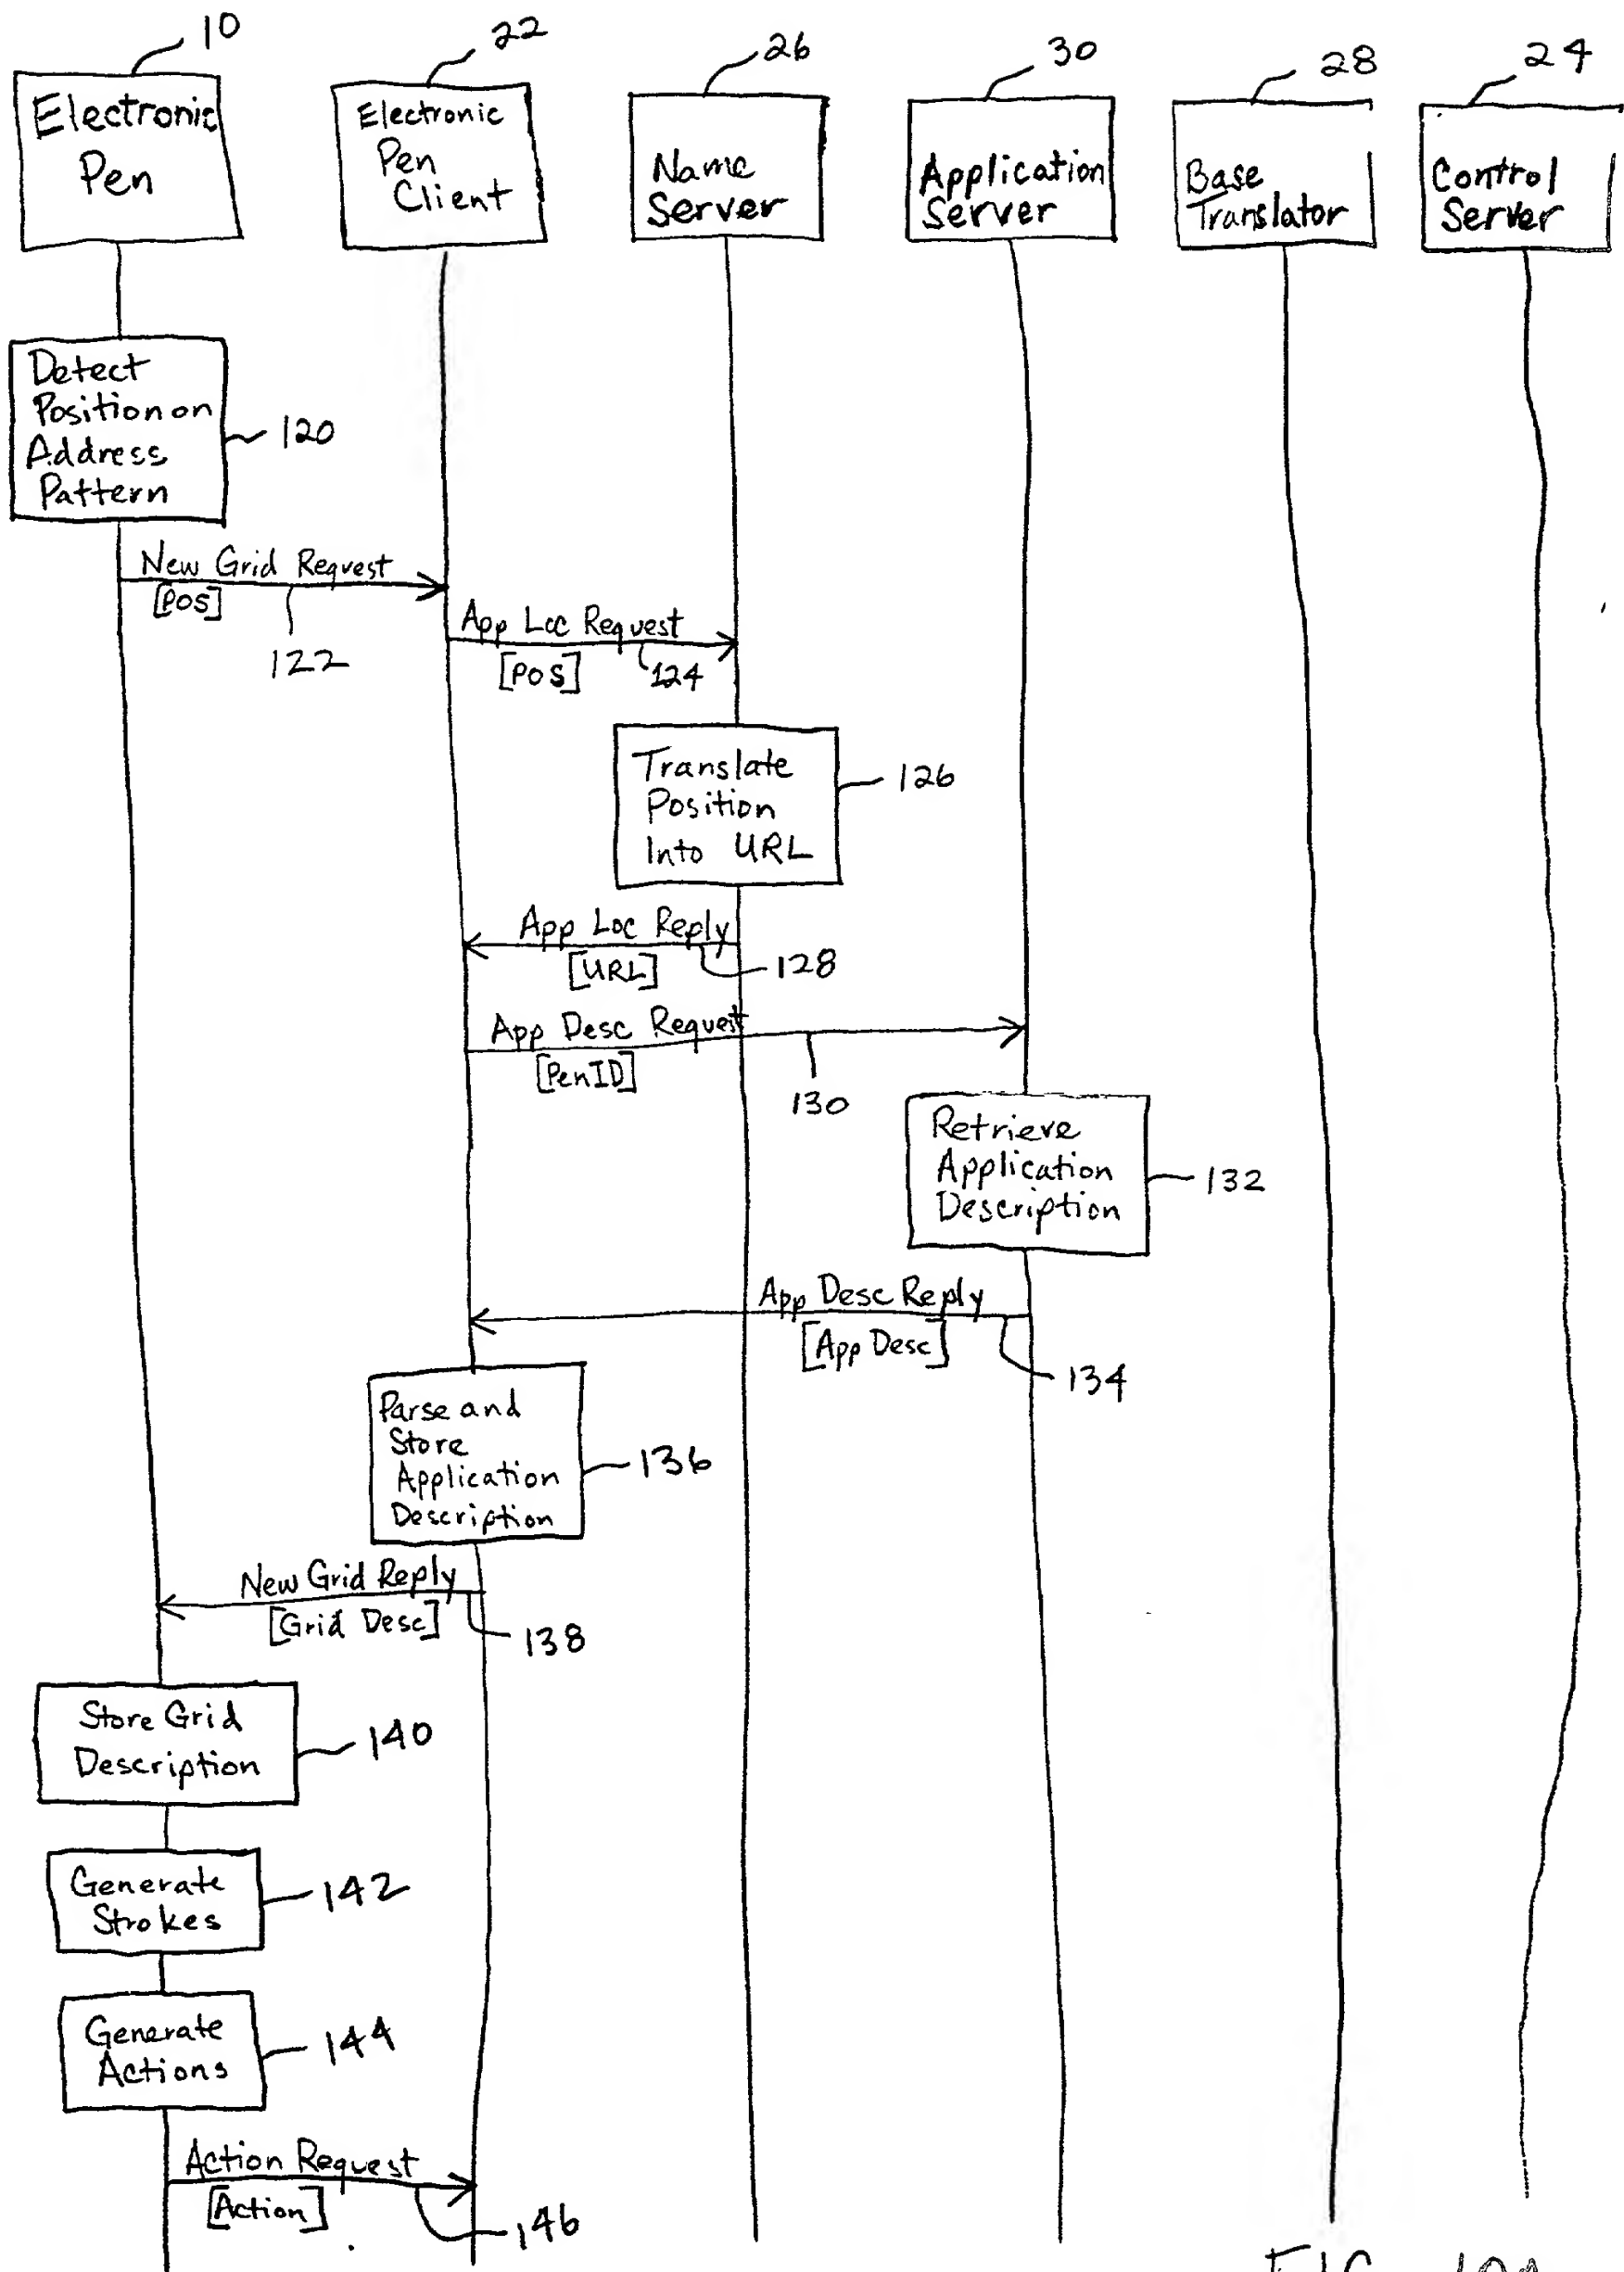 10
22
26
30
28
24
Electronic
Pen
Electronic
Pen
Client
Name
Server
Application
Server
Base
Translator
Control
Server
Detect
Position on
Address
Pattern
120
New Grid Request
[POS]
122
App Loc Request
[POS]
124
Translate
Position
Into URL
126
App Loc Reply
[URL]
128
App Desc Request
[PenID]
130
Retrieve
Application
Description
132
App Desc Reply
[App Desc]
134
Parse and
Store
Application
Description
136
New Grid Reply
[Grid Desc]
138
Store Grid
Description
140
Generate
Strokes
142
Generate
Actions
144
Action Request
[Action]
146